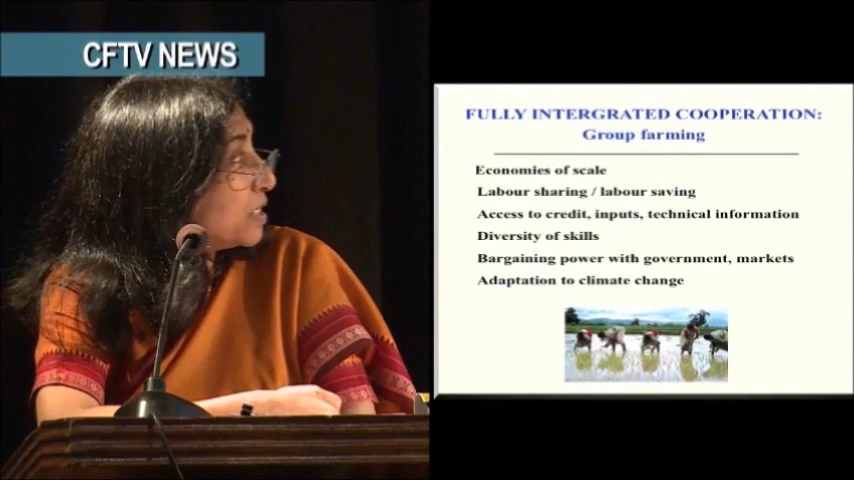 CFTV NEWS
FULLY INTERGRATED COOPERATION:
Group farming
Economies of scale
Labour sharing / labour saving
Access to credit, inputs, technical information
Diversity of skills
Bargaining power with government, markets
Adaptation to climate change